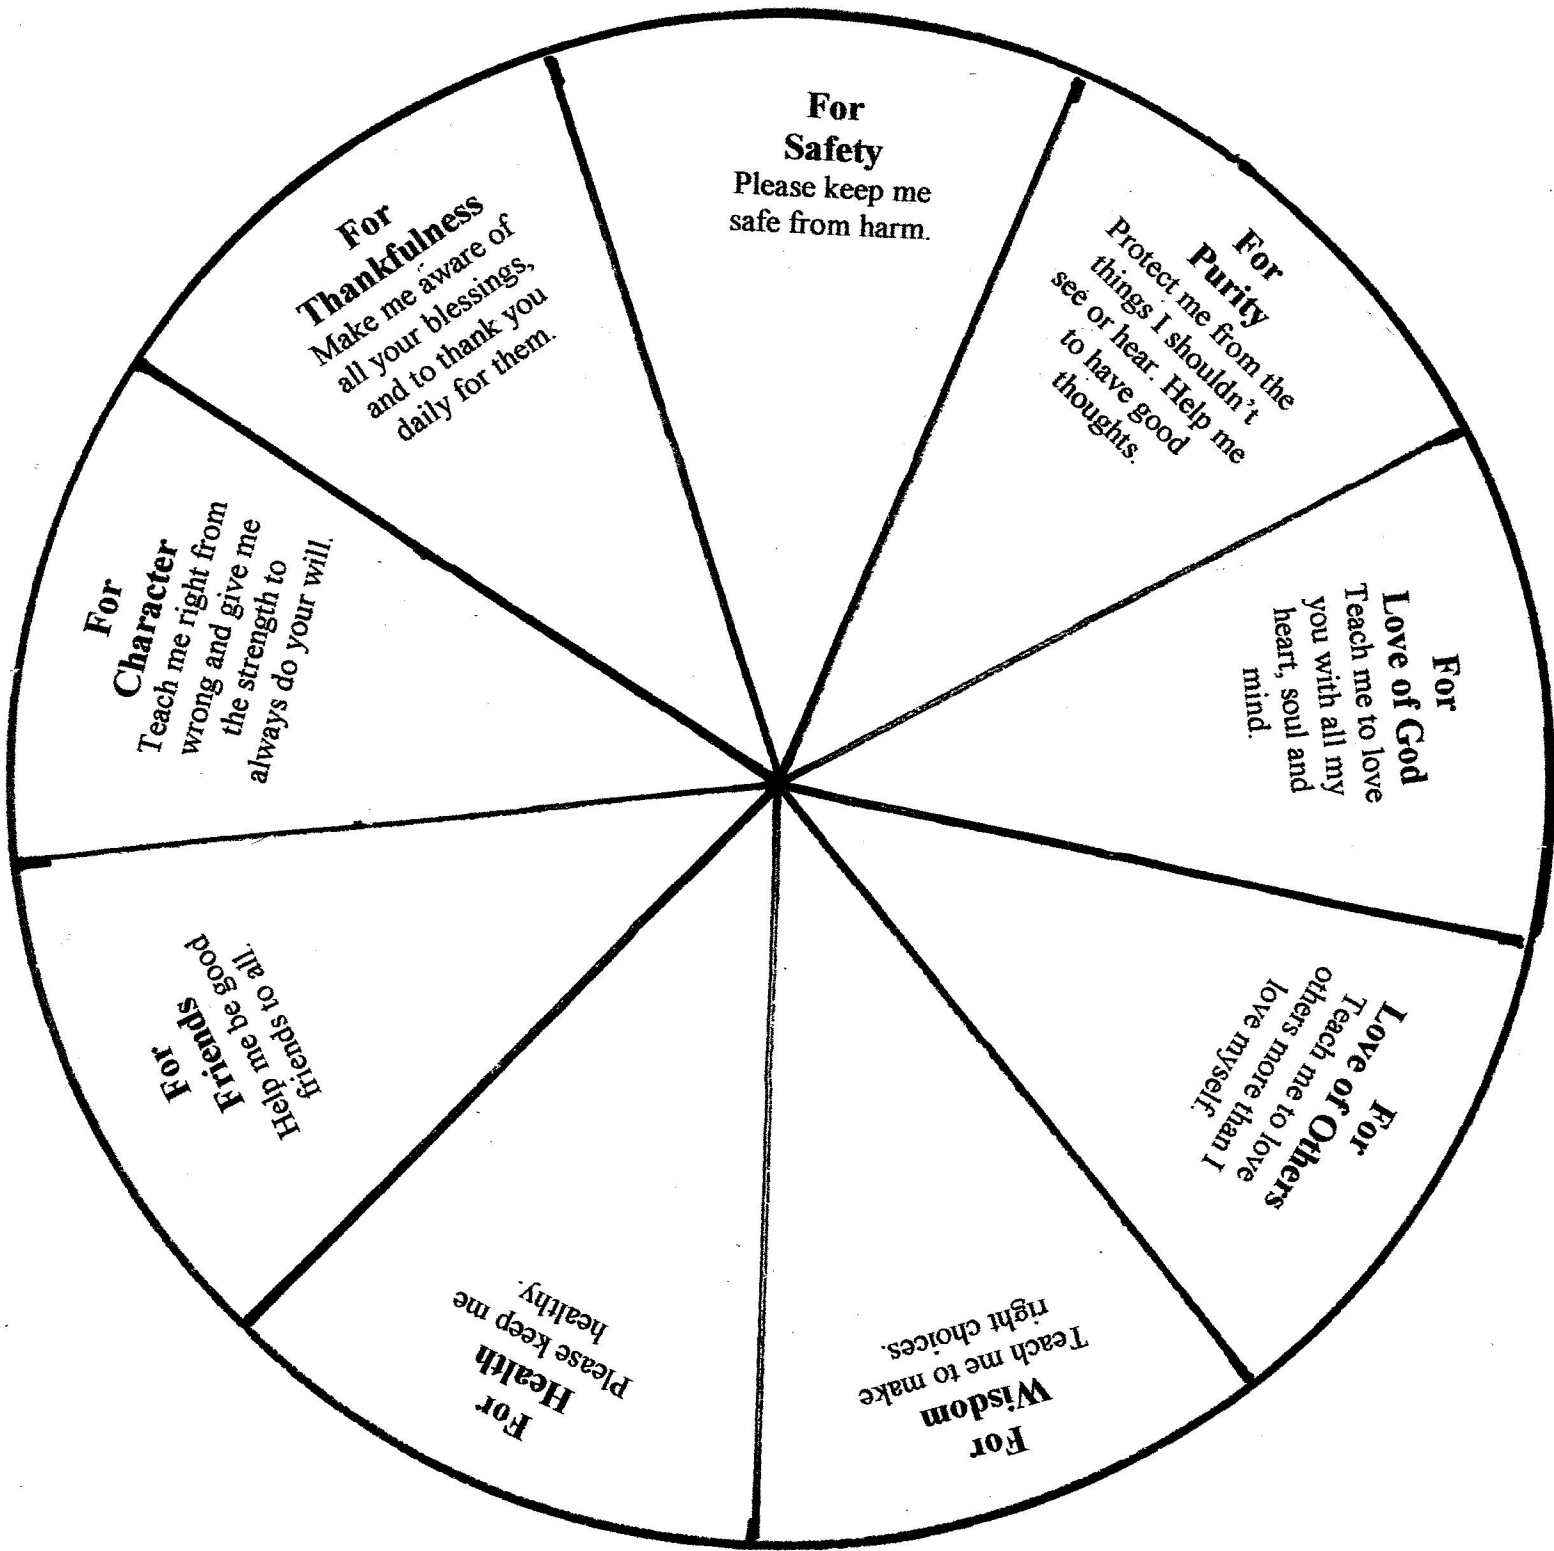 For
Safety
Please keep me
safe from harm.
For
Purity
Protect me from the
things I shouldn't
see or hear. Help me
to have good
thoughts.
For
Love of God
Teach me to love
you with all my
heart, soul and
mind.
For
Love of Others
Teach me to love
others more than I
love myself.
For
Wisdom
Teach me to make
right choices.
For
Health
Please keep me
healthy.
For
Friends
Help me be good
friends to all.
For
Character
Teach me right from
wrong and give me
the strength to
always do your will.
For
Thankfulness
Make me aware of
all your blessings,
and to thank you
daily for them.